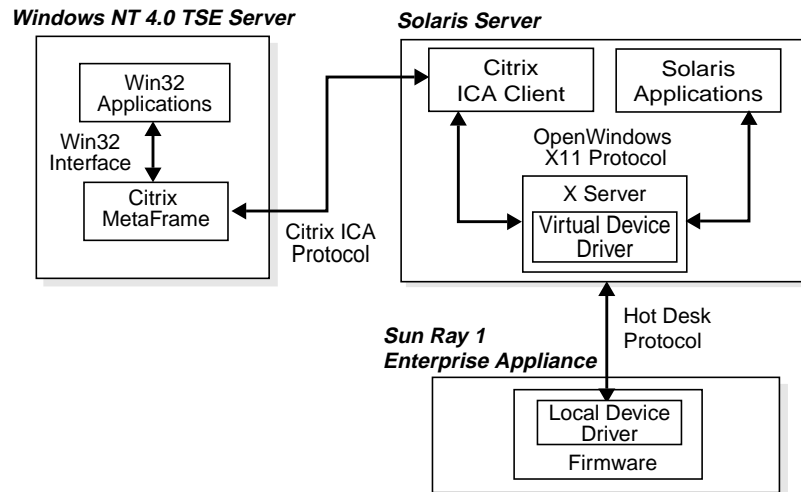 Windows NT 4.0 TSE Server
Win32
Applications
Win32
Interface
Citrix
MetaFrame
Citrix ICA
Protocol
Solaris Server
Citrix
ICA Client
Solaris
Applications
OpenWindows
X11 Protocol
X Server
Virtual Device
Driver
Hot Desk
Protocol
Sun Ray 1
Enterprise Appliance
Local Device
Driver
Firmware